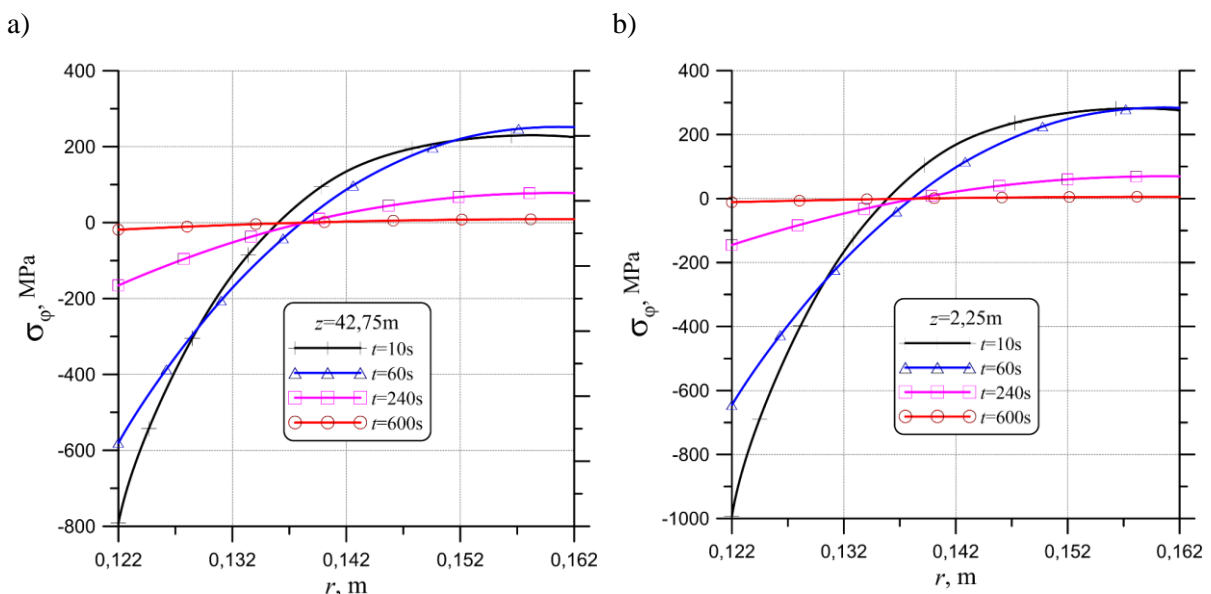 a)
400
200
0
-200
-400
-600
-800
σφ, MPa
z=42,75m
t=10s
t=60s
t=240s
t=600s
0,122 0,132 0,142 0,152 0,162
r, m
b)
400
200
0
-200
-400
-600
-800
-1000
σφ, MPa
z=2,25m
t=10s
t=60s
t=240s
t=600s
0,122 0,132 0,142 0,152 0,162
r, m